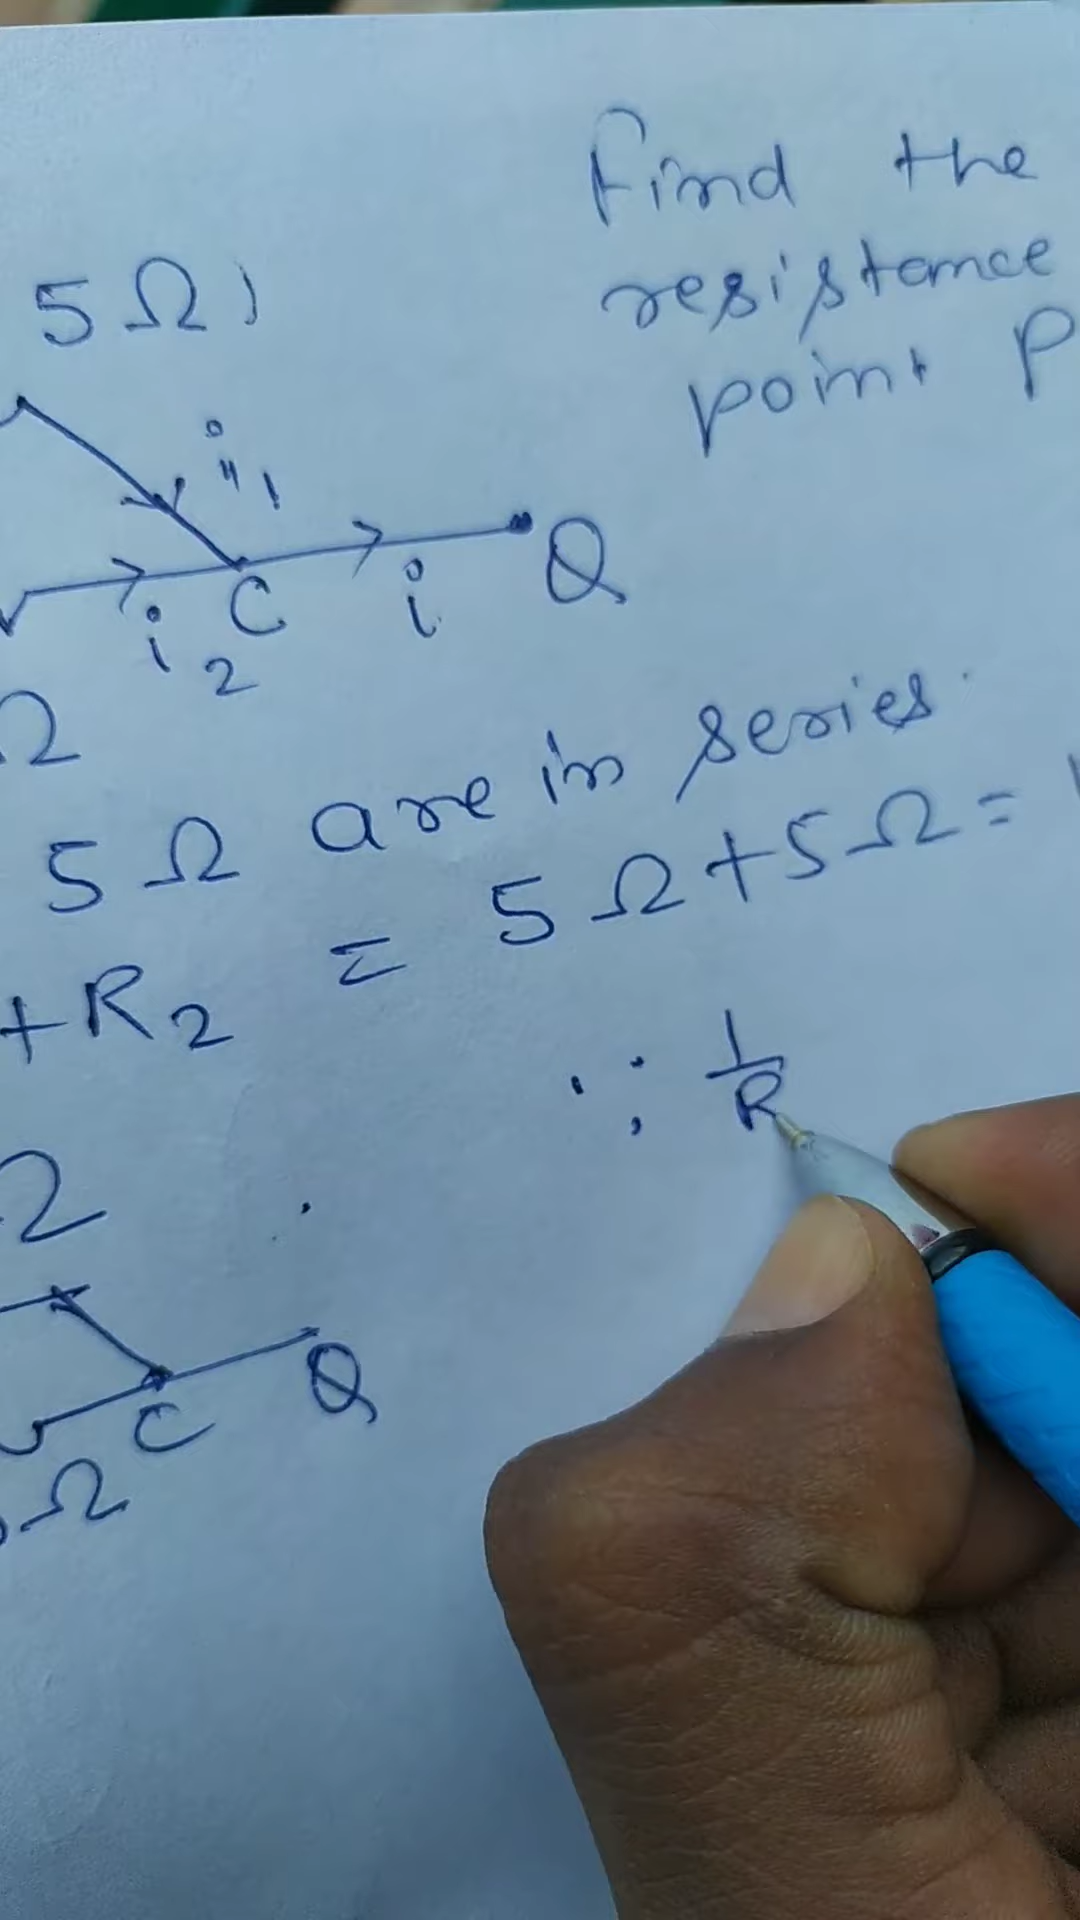 Find the
resistance
point P
5Ω)
i1
i2
C
i
Q
Ω
5Ω are in series.
+R2 = 5Ω+5Ω=
∵ 1/R
Ω
C
Q
Ω